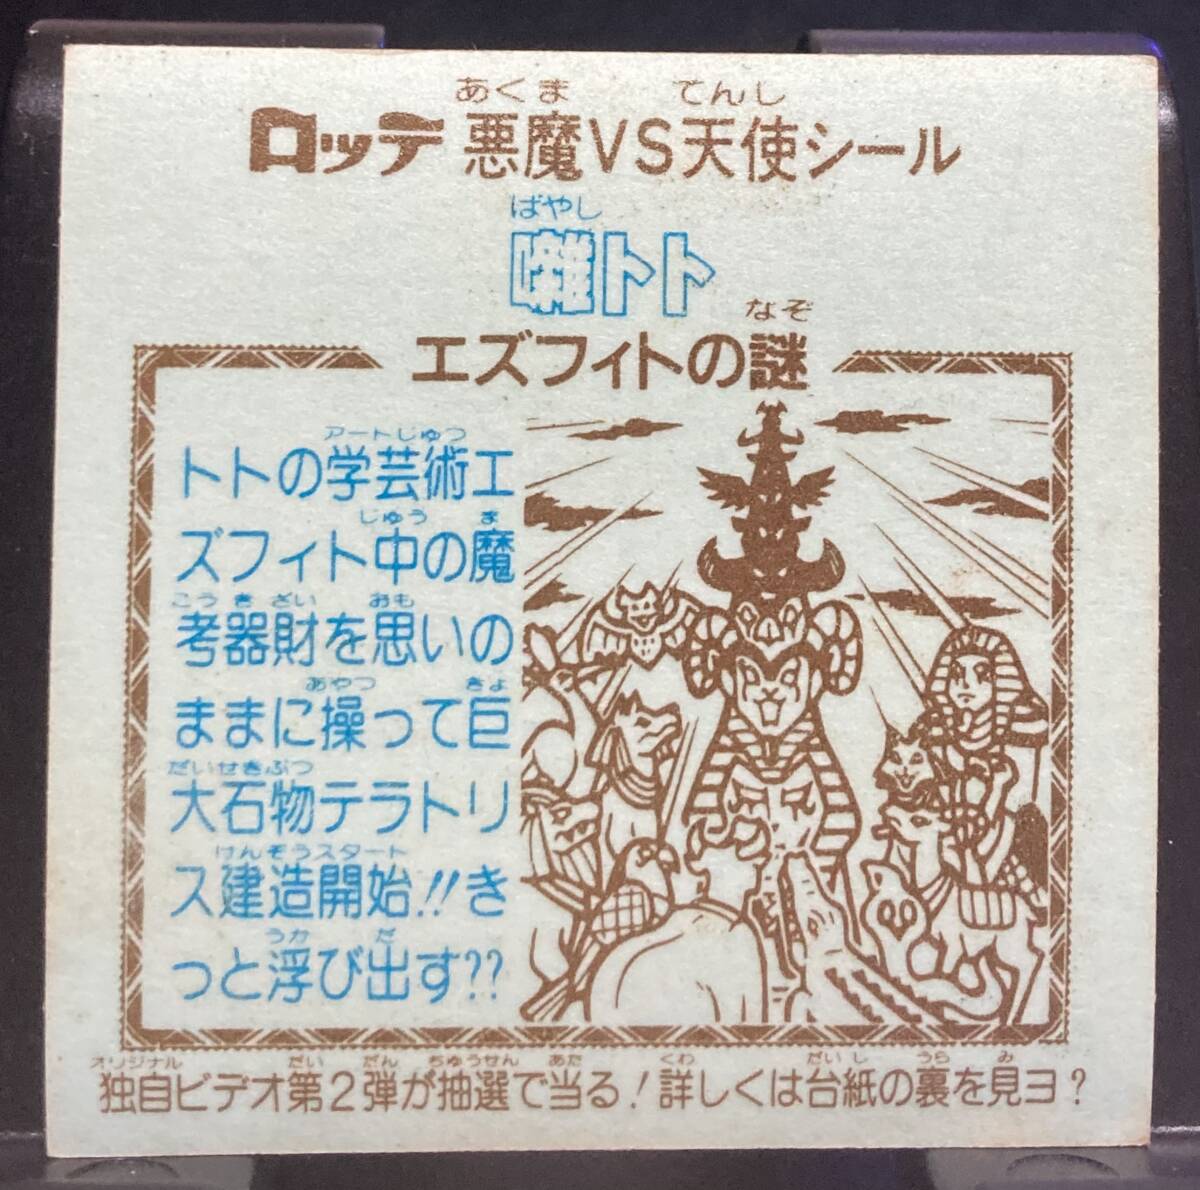 あくま てんし
ロッテ 悪魔VS天使シール
ばやし
囃トト
なぞ
エズフィトの謎
アートじゅつ
トトの学芸術エ
じゅう ま
ズフィト中の魔
こうきざい おも
考器財を思いの
あやつ きょ
ままに操って巨
だいせきぶつ
大石物テラトリ
けんぞうスタート
ス建造開始!!き
うか だ
っと浮び出す??
オリジナル だい だん ちゅうせん あた くわ だいし うら み
独自ビデオ第2弾が抽選で当る!詳しくは台紙の裏を見ヨ?